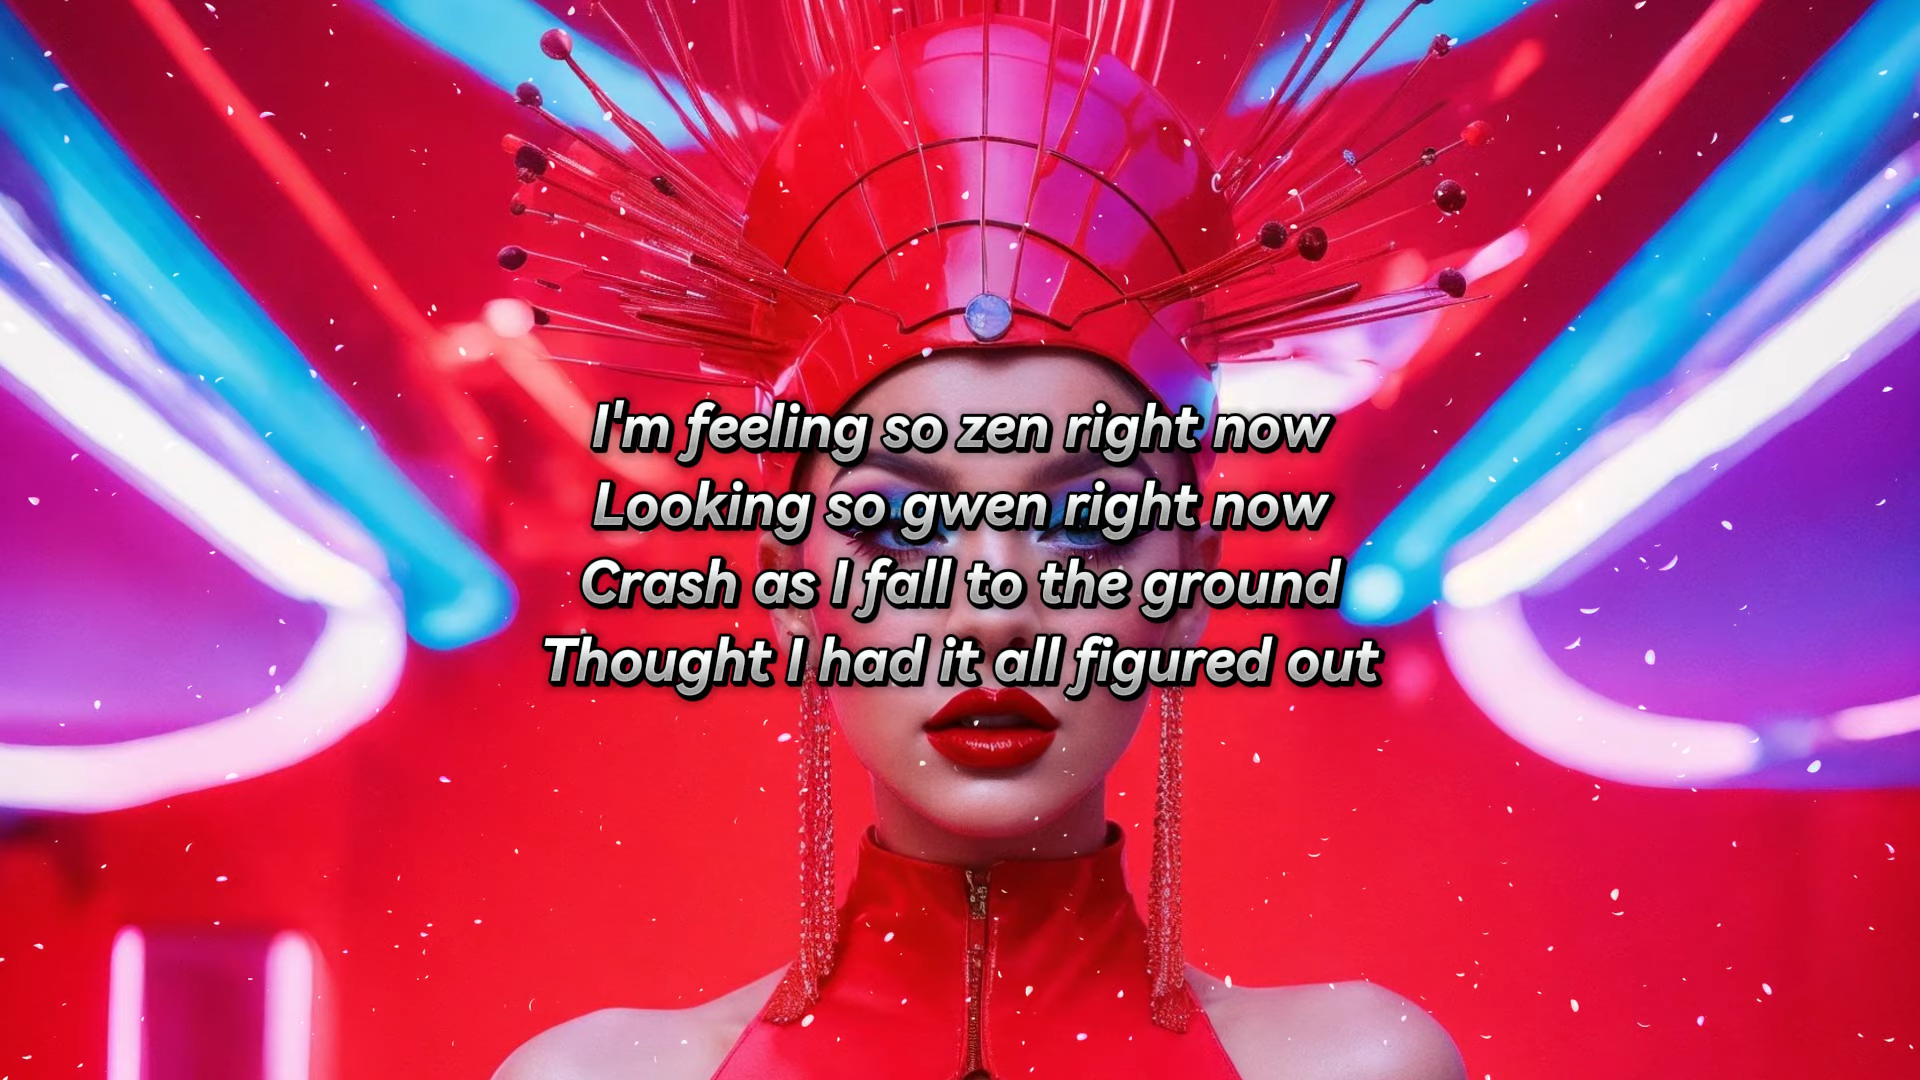 I'm feeling so zen right now
Looking so gwen right now
Crash as I fall to the ground
Thought I had it all figured out